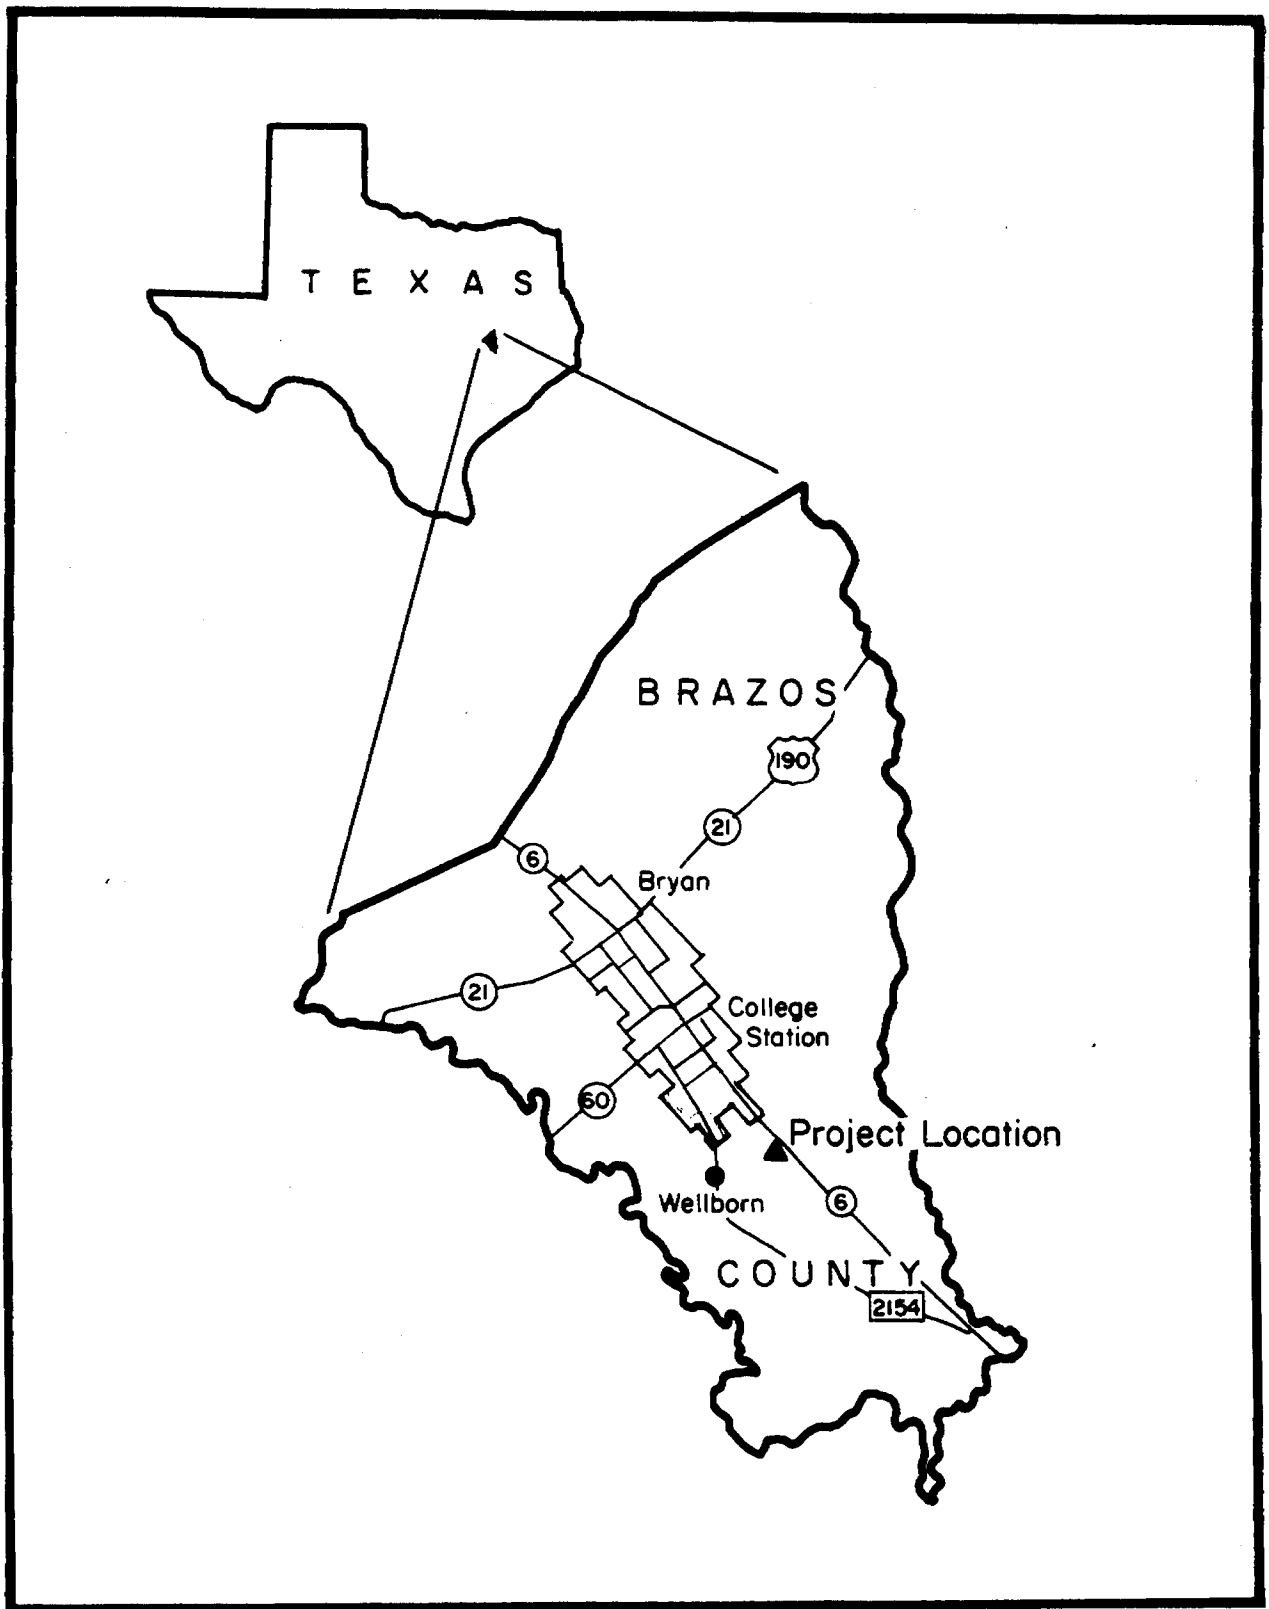 TEXAS
BRAZOS
190
21
6
Bryan
21
College
Station
60
Project Location
6
Wellborn
COUNTY
2154